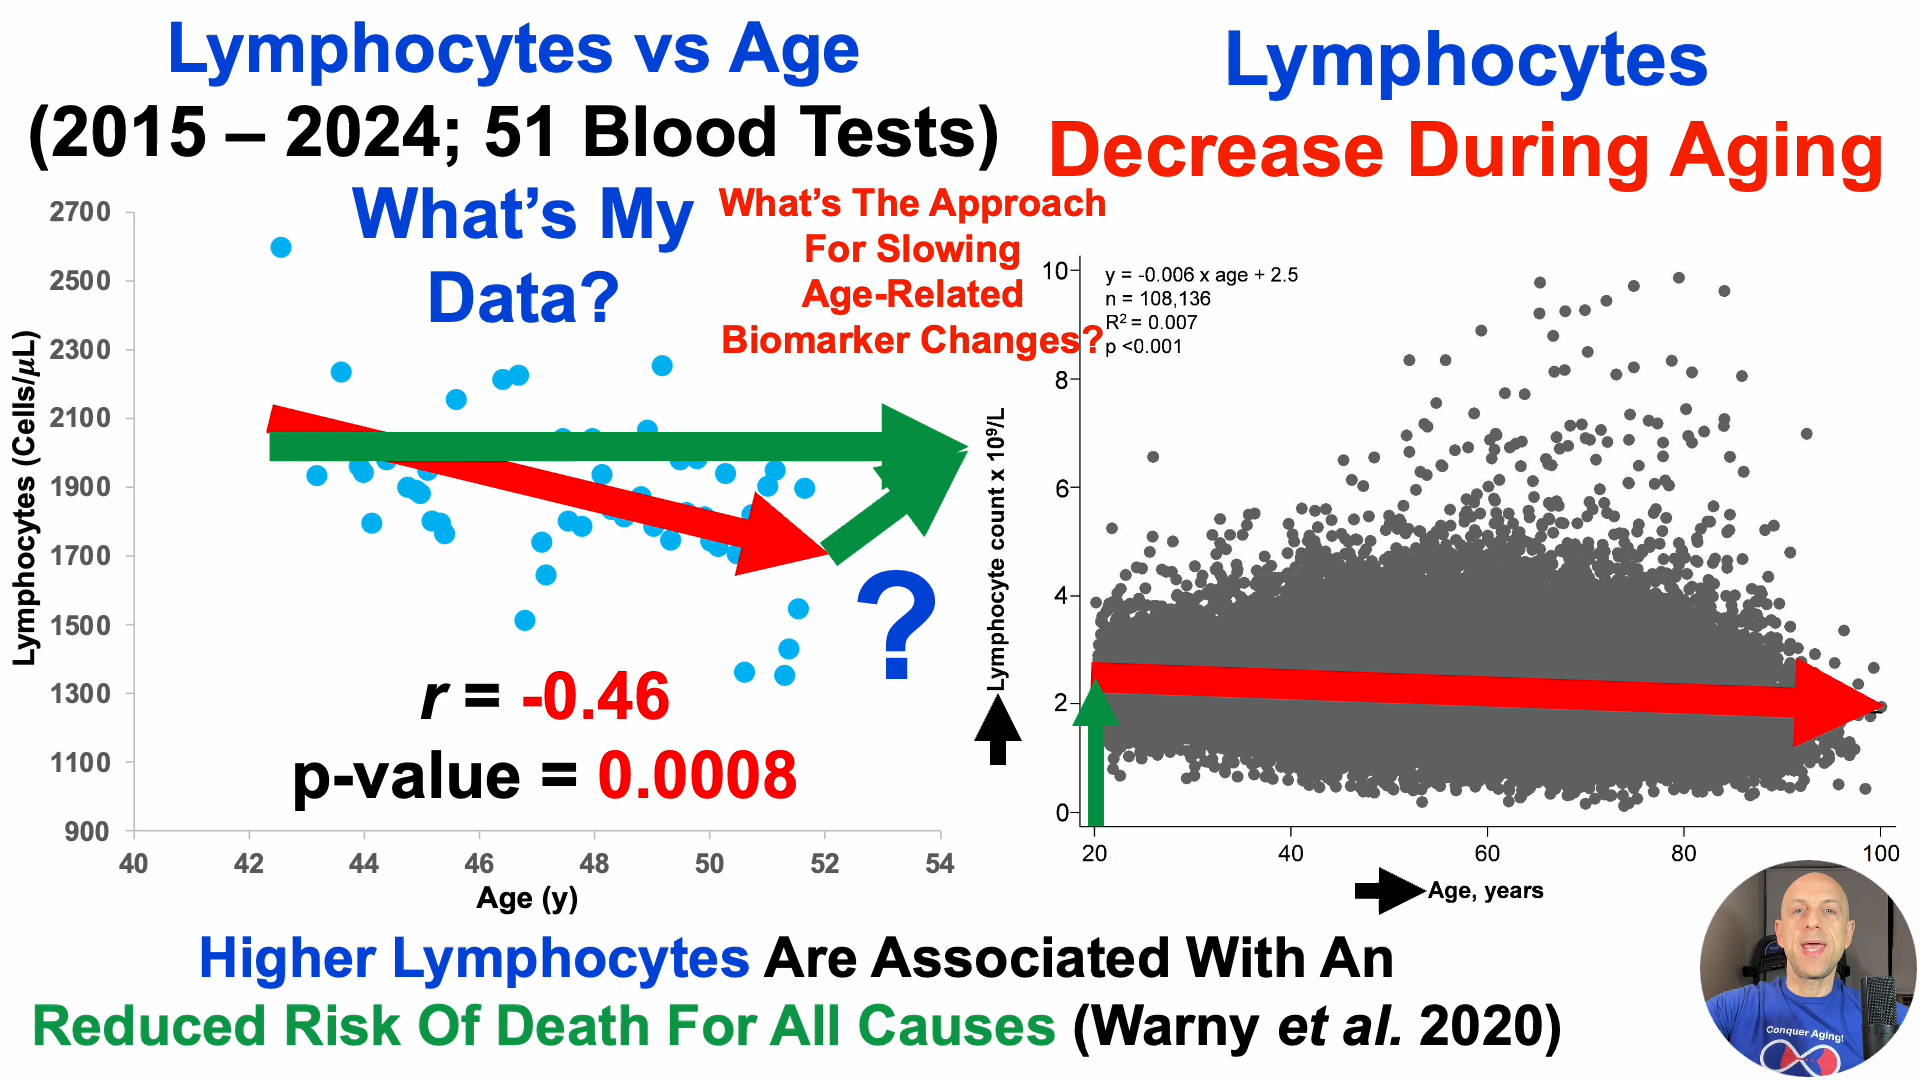 Lymphocytes vs Age
(2015 – 2024; 51 Blood Tests)
What's My
Data?
What's The Approach
For Slowing
Age-Related
Biomarker Changes?
Lymphocytes (Cells/μL)
2700
2500
2300
2100
1900
1700
1500
1300
1100
900
40 42 44 46 48 50 52 54
Age (y)
r = -0.46
p-value = 0.0008
?
Lymphocytes
Decrease During Aging
y = -0.006 x age + 2.5
n = 108,136
R² = 0.007
p <0.001
Lymphocyte count x 10⁹/L
10
8
6
4
2
0
20 40 60 80 100
Age, years
Higher Lymphocytes Are Associated With An
Reduced Risk Of Death For All Causes (Warny et al. 2020)
Conquer Aging!